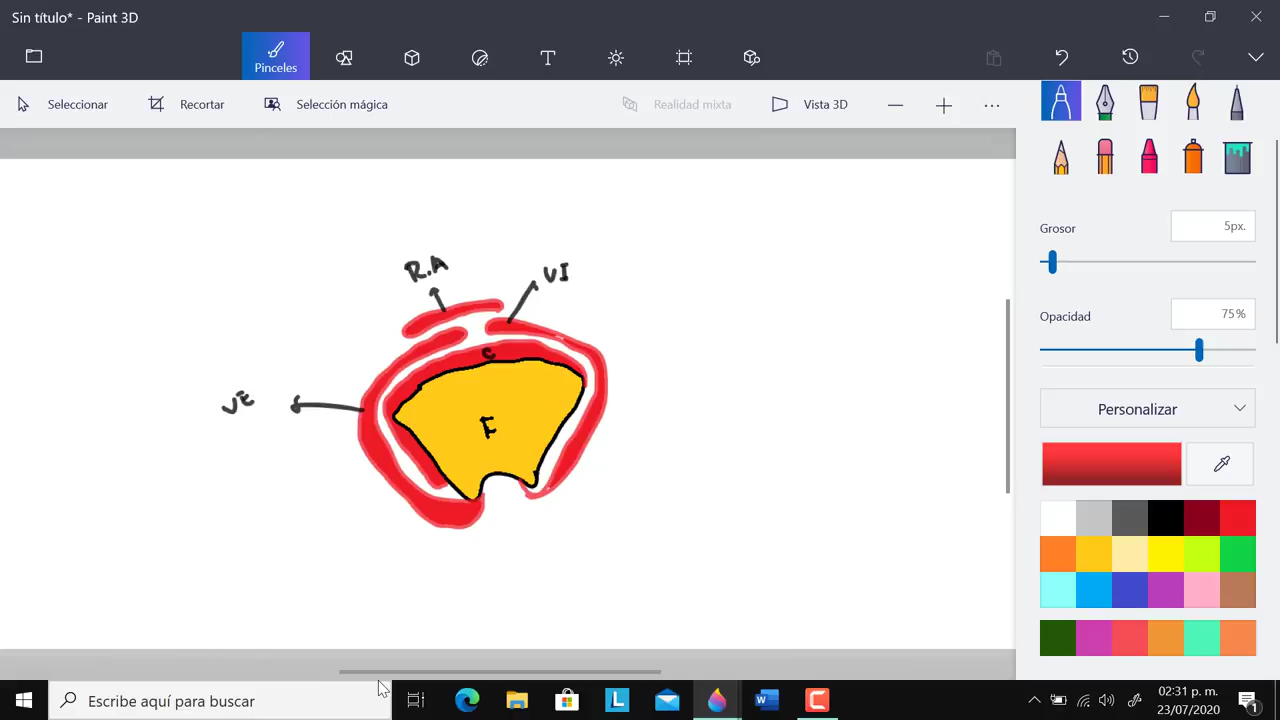 Sin título* - Paint 3D
Pinceles
Seleccionar
Recortar
Selección mágica
Realidad mixta
Vista 3D
Grosor
5px.
Opacidad
75%
Personalizar
R.A
VI
C
VE
F
Escribe aquí para buscar
L
W
02:31 p. m.
23/07/2020
1